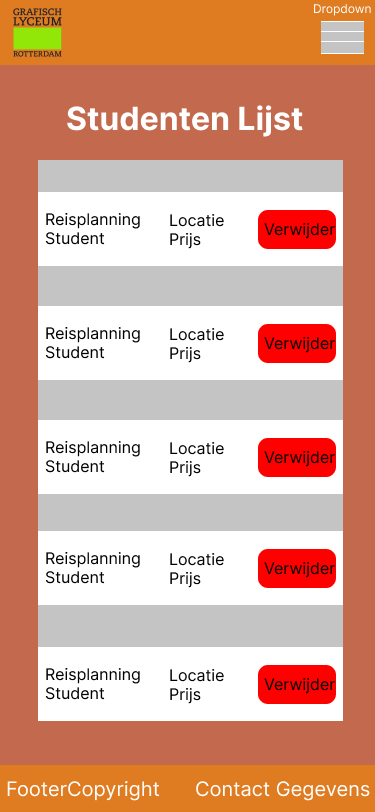 GRAFISCH
LYCEUM
ROTTERDAM
Dropdown
Studenten Lijst
Reisplanning
Student
Locatie
Prijs
Verwijder
Reisplanning
Student
Locatie
Prijs
Verwijder
Reisplanning
Student
Locatie
Prijs
Verwijder
Reisplanning
Student
Locatie
Prijs
Verwijder
Reisplanning
Student
Locatie
Prijs
Verwijder
FooterCopyright
Contact Gegevens